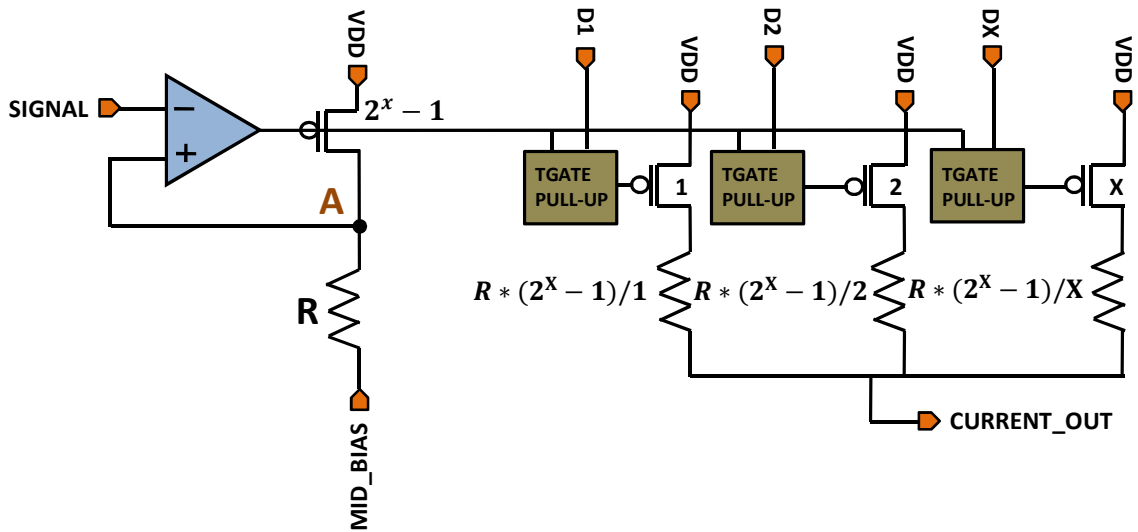 D1
D2
DX
VDD
VDD
VDD
VDD
SIGNAL
−
+
2^x − 1
TGATE
PULL-UP
1
TGATE
PULL-UP
2
TGATE
PULL-UP
X
A
R
R ∗ (2^X − 1)/1
R ∗ (2^X − 1)/2
R ∗ (2^X − 1)/X
MID_BIAS
CURRENT_OUT